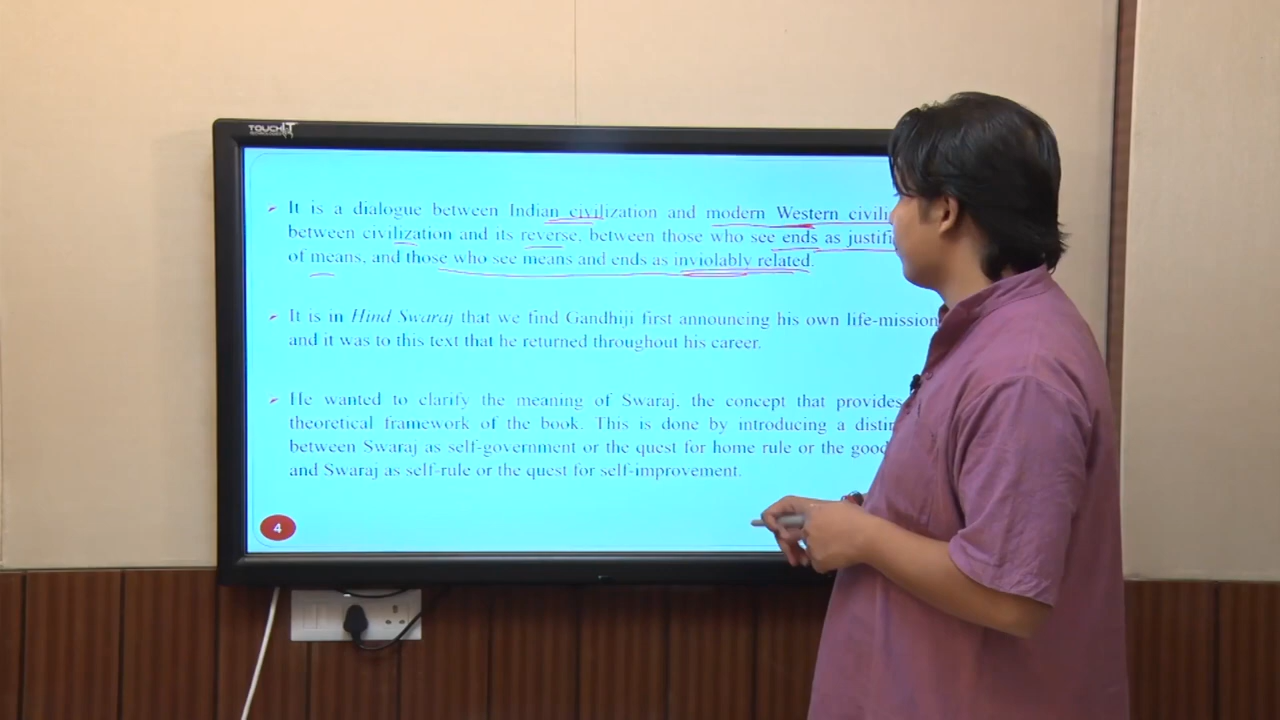 TOUCHIT
It is a dialogue between Indian civilization and modern Western
between civilization and its reverse, between those who see ends as
of means, and those who see means and ends as inviolably related.
It is in Hind Swaraj that we find Gandhiji first announcing his own life-mission
and it was to this text that he returned throughout his career.
He wanted to clarify the meaning of Swaraj, the concept that provides
theoretical framework of the book. This is done by introducing a
between Swaraj as self-government or the quest for home rule or the good
and Swaraj as self-rule or the quest for self-improvement.
4